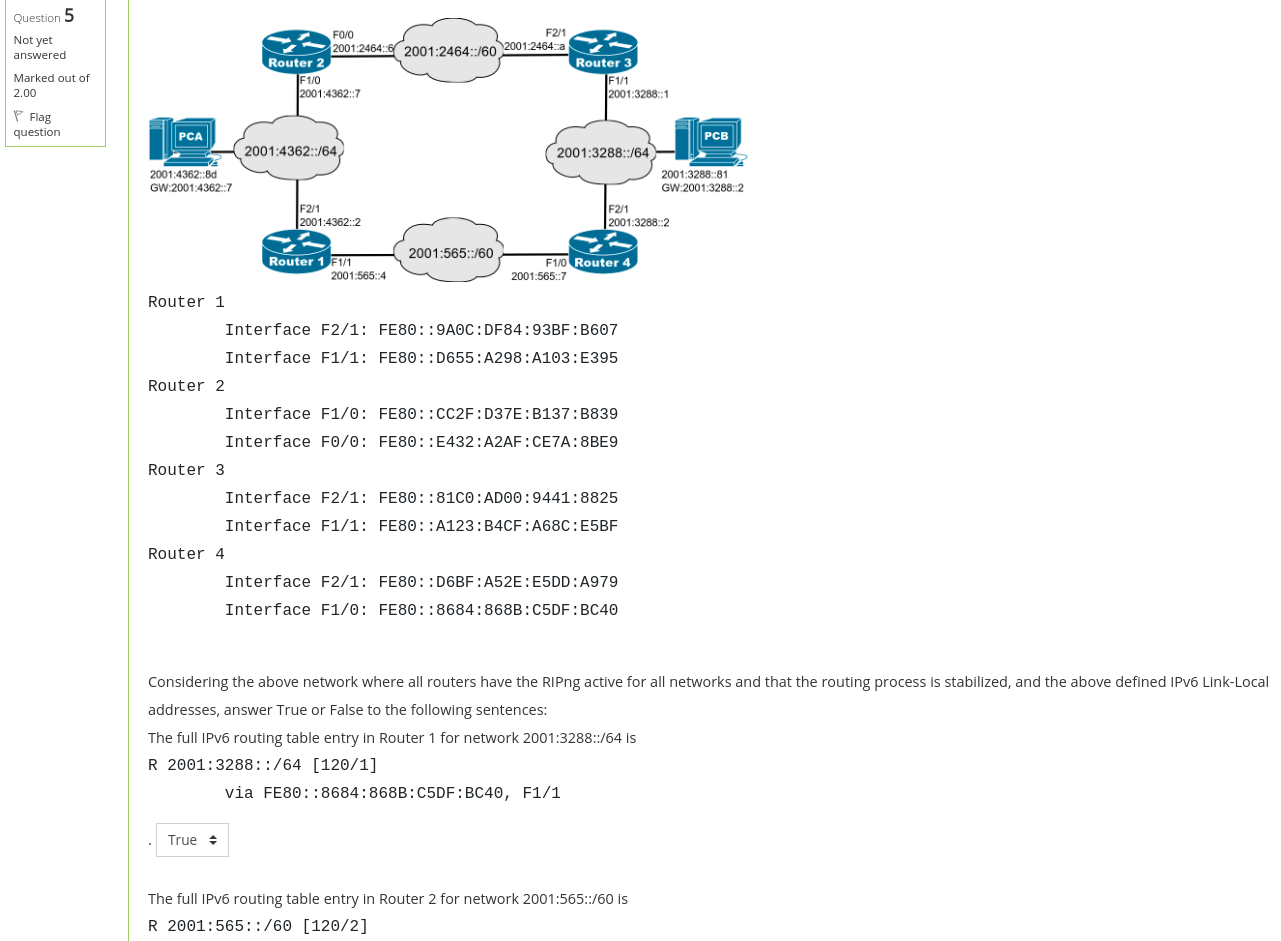 Question 5
Not yet
answered
Marked out of
2.00
Flag
question
F0/0
2001:2464::6
2001:2464::/60
F2/1
2001:2464::a
Router 2
Router 3
F1/0
2001:4362::7
F1/1
2001:3288::1
PCA
2001:4362::/64
2001:3288::/64
PCB
2001:4362::8d
GW:2001:4362::7
2001:3288::81
GW:2001:3288::2
F2/1
2001:4362::2
F2/1
2001:3288::2
Router 1
F1/1
2001:565::4
2001:565::/60
F1/0
2001:565::7
Router 4
Router 1
Interface F2/1: FE80::9A0C:DF84:93BF:B607
Interface F1/1: FE80::D655:A298:A103:E395
Router 2
Interface F1/0: FE80::CC2F:D37E:B137:B839
Interface F0/0: FE80::E432:A2AF:CE7A:8BE9
Router 3
Interface F2/1: FE80::81C0:AD00:9441:8825
Interface F1/1: FE80::A123:B4CF:A68C:E5BF
Router 4
Interface F2/1: FE80::D6BF:A52E:E5DD:A979
Interface F1/0: FE80::8684:868B:C5DF:BC40
Considering the above network where all routers have the RIPng active for all networks and that the routing process is stabilized, and the above defined IPv6 Link-Local
addresses, answer True or False to the following sentences:
The full IPv6 routing table entry in Router 1 for network 2001:3288::/64 is
R 2001:3288::/64 [120/1]
via FE80::8684:868B:C5DF:BC40, F1/1
. True
The full IPv6 routing table entry in Router 2 for network 2001:565::/60 is
R 2001:565::/60 [120/2]